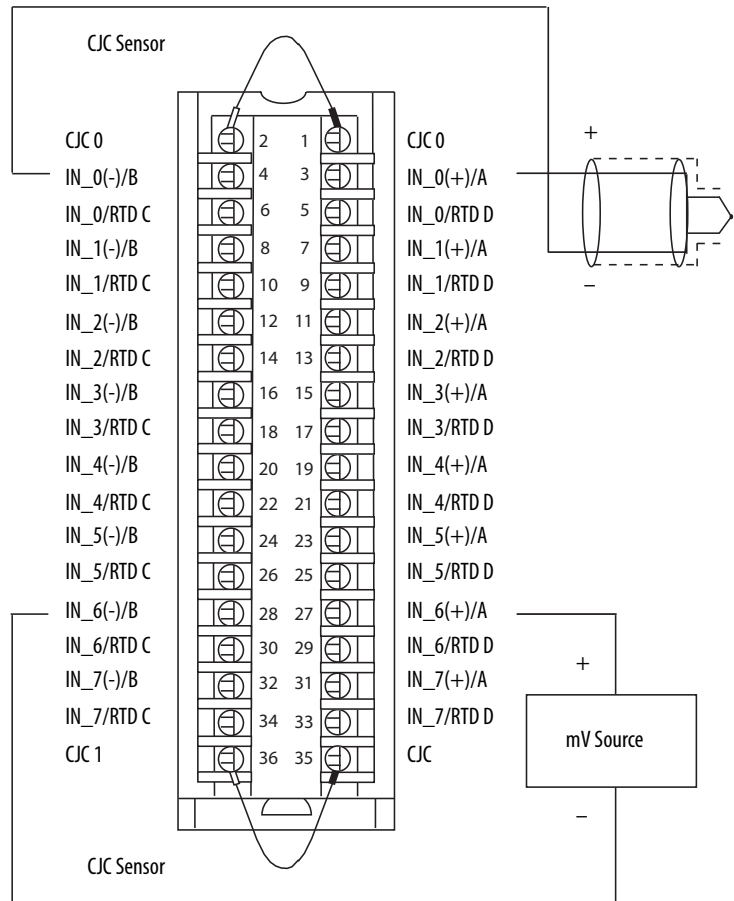 CJC Sensor
CJC 0 2 1 CJC 0 +
IN_0(-)/B 4 3 IN_0(+)/A
IN_0/RTD C 6 5 IN_0/RTD D
IN_1(-)/B 8 7 IN_1(+)/A
IN_1/RTD C 10 9 IN_1/RTD D –
IN_2(-)/B 12 11 IN_2(+)/A
IN_2/RTD C 14 13 IN_2/RTD D
IN_3(-)/B 16 15 IN_3(+)/A
IN_3/RTD C 18 17 IN_3/RTD D
IN_4(-)/B 20 19 IN_4(+)/A
IN_4/RTD C 22 21 IN_4/RTD D
IN_5(-)/B 24 23 IN_5(+)/A
IN_5/RTD C 26 25 IN_5/RTD D
IN_6(-)/B 28 27 IN_6(+)/A
IN_6/RTD C 30 29 IN_6/RTD D +
IN_7(-)/B 32 31 IN_7(+)/A
IN_7/RTD C 34 33 IN_7/RTD D
CJC 1 36 35 CJC mV Source
–
CJC Sensor